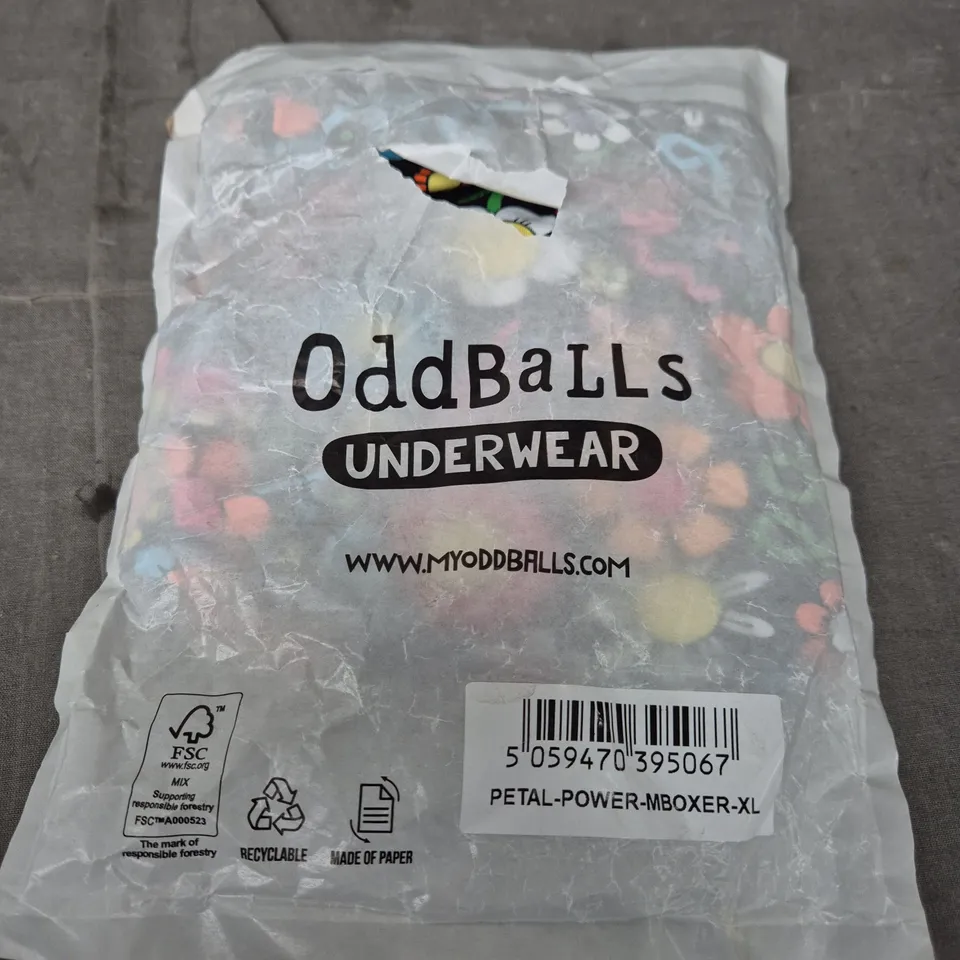 OddBaLLs
UNDERWEAR
WWW.MYODDBALLS.COM
TM
FSC
www.fsc.org
MIX
Supporting
responsible forestry
FSC™A000523
The mark of
responsible forestry
RECYCLABLE
MADE OF PAPER
5 059470 395067
PETAL-POWER-MBOXER-XL